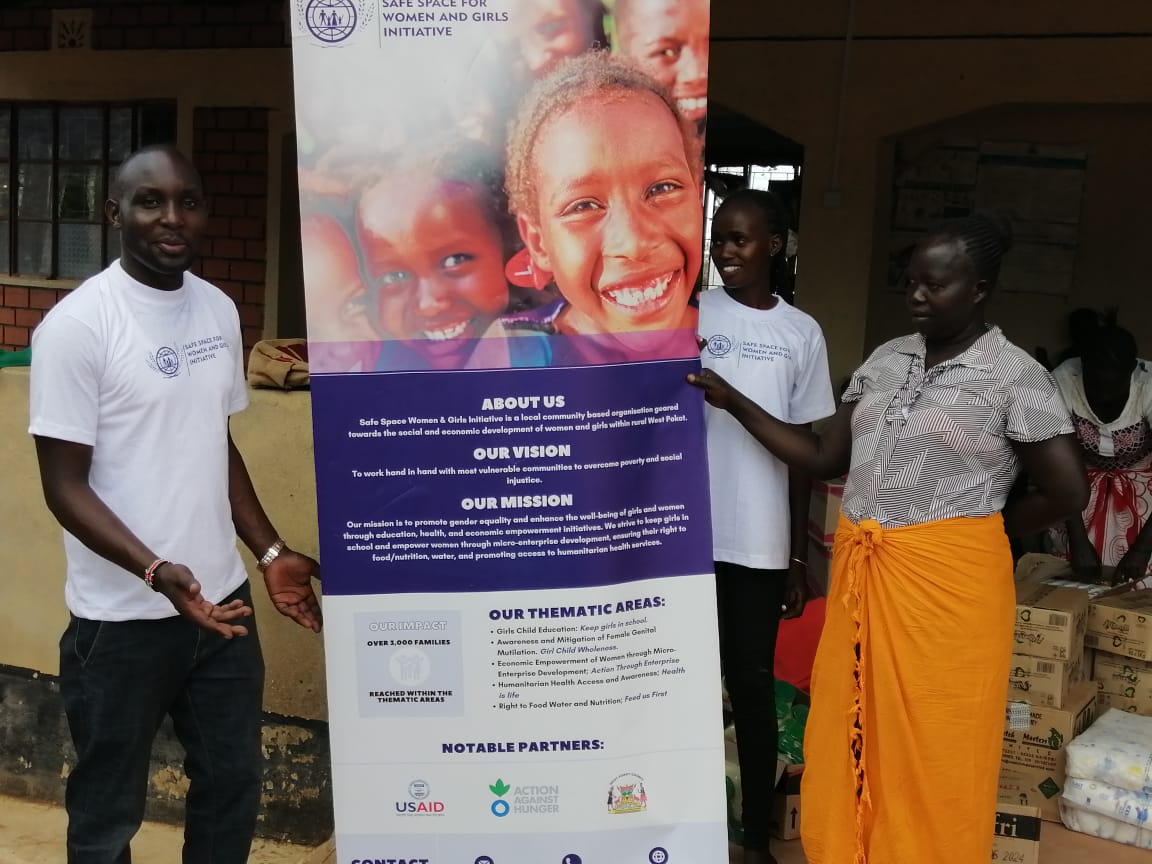 SAFE SPACE FOR
WOMEN AND GIRLS
INITIATIVE
SAFE SPACE FOR
WOMEN AND GIRLS
INITIATIVE
SAFE SPACE FOR
WOMEN AND GIRLS
INITIATIVE
ABOUT US
Safe Space Women & Girls Initiative is a local community based organisation geared
towards the social and economic development of women and girls within rural West Pokot.
OUR VISION
To work hand in hand with most vulnerable communities to overcome poverty and social
injustice.
OUR MISSION
Our mission is to promote gender equality and enhance the well-being of girls and women
through education, health, and economic empowerment initiatives. We strive to keep girls in
school and empower women through micro-enterprise development, ensuring their right to
food/nutrition, water, and promoting access to humanitarian health services.
OUR IMPACT
OVER 3,000 FAMILIES
REACHED WITHIN THE
THEMATIC AREAS
OUR THEMATIC AREAS:
• Girls Child Education: Keep girls in school.
• Awareness and Mitigation of Female Genital
Mutilation. Girl Child Wholeness.
• Economic Empowerment of Women through Micro-
Enterprise Development; Action Through Enterprise
• Humanitarian Health Access and Awareness; Health
is life
• Right to Food Water and Nutrition; Feed us First
NOTABLE PARTNERS:
USAID
ACTION
AGAINST
HUNGER
CONTACT
2024